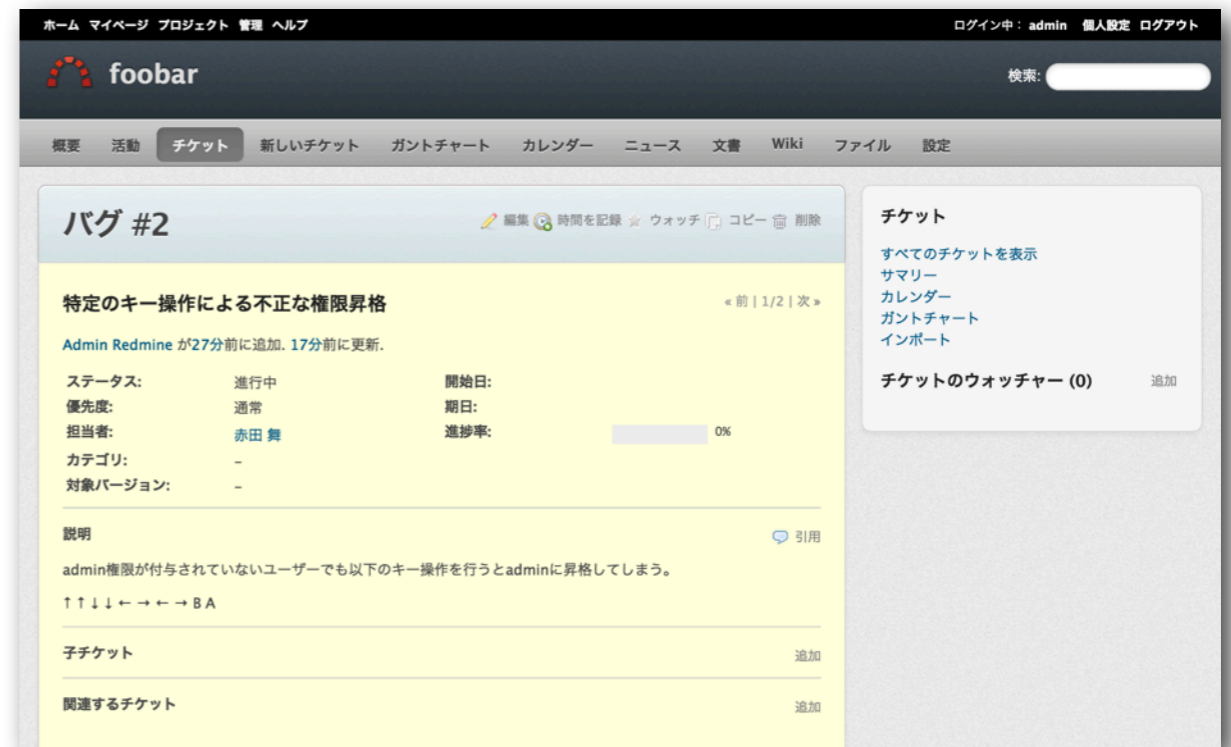 ホーム マイページ プロジェクト 管理 ヘルプ ログイン中: admin 個人設定 ログアウト
foobar 検索:
概要 活動 チケット 新しいチケット ガントチャート カレンダー ニュース 文書 Wiki ファイル 設定
バグ #2 編集 時間を記録 ウォッチ コピー 削除
特定のキー操作による不正な権限昇格 « 前 | 1/2 | 次 »
Admin Redmine が27分前に追加. 17分前に更新.
ステータス: 進行中 開始日:
優先度: 通常 期日:
担当者: 赤田 舞 進捗率: 0%
カテゴリ: –
対象バージョン: –
説明 引用
admin権限が付与されていないユーザーでも以下のキー操作を行うとadminに昇格してしまう。
↑ ↑ ↓ ↓ ← → ← → B A
子チケット 追加
関連するチケット 追加
チケット
すべてのチケットを表示
サマリー
カレンダー
ガントチャート
インポート
チケットのウォッチャー (0) 追加